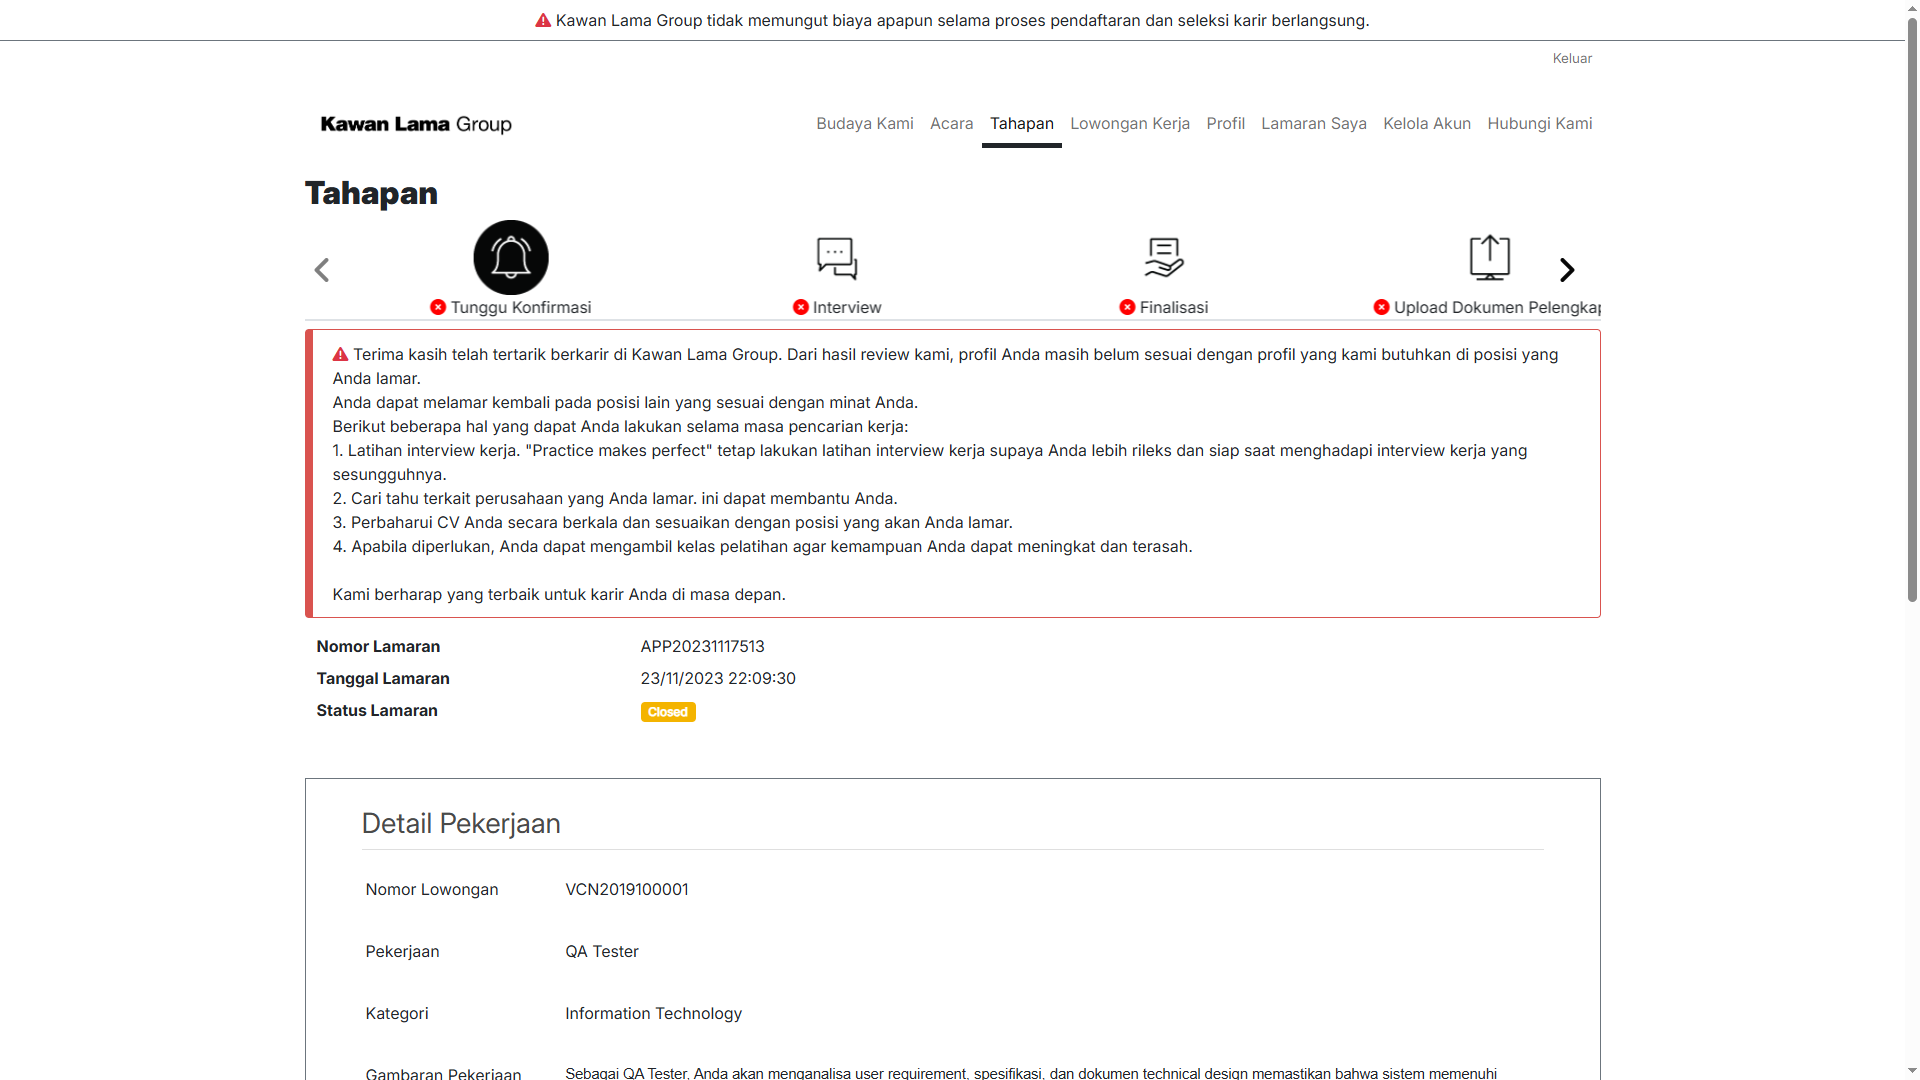 Kawan Lama Group tidak memungut biaya apapun selama proses pendaftaran dan seleksi karir berlangsung.
Keluar
Kawan Lama Group
Budaya Kami Acara Tahapan Lowongan Kerja Profil Lamaran Saya Kelola Akun Hubungi Kami
Tahapan
Tunggu Konfirmasi Interview Finalisasi Upload Dokumen Pelengkap
Terima kasih telah tertarik berkarir di Kawan Lama Group. Dari hasil review kami, profil Anda masih belum sesuai dengan profil yang kami butuhkan di posisi yang
Anda lamar.
Anda dapat melamar kembali pada posisi lain yang sesuai dengan minat Anda.
Berikut beberapa hal yang dapat Anda lakukan selama masa pencarian kerja:
1. Latihan interview kerja. "Practice makes perfect" tetap lakukan latihan interview kerja supaya Anda lebih rileks dan siap saat menghadapi interview kerja yang
sesungguhnya.
2. Cari tahu terkait perusahaan yang Anda lamar. ini dapat membantu Anda.
3. Perbaharui CV Anda secara berkala dan sesuaikan dengan posisi yang akan Anda lamar.
4. Apabila diperlukan, Anda dapat mengambil kelas pelatihan agar kemampuan Anda dapat meningkat dan terasah.
Kami berharap yang terbaik untuk karir Anda di masa depan.
Nomor Lamaran APP20231117513
Tanggal Lamaran 23/11/2023 22:09:30
Status Lamaran Closed
Detail Pekerjaan
Nomor Lowongan VCN2019100001
Pekerjaan QA Tester
Kategori Information Technology
Gambaran Pekerjaan Sebagai QA Tester, Anda akan menganalisa user requirement, spesifikasi, dan dokumen technical design memastikan bahwa sistem memenuhi